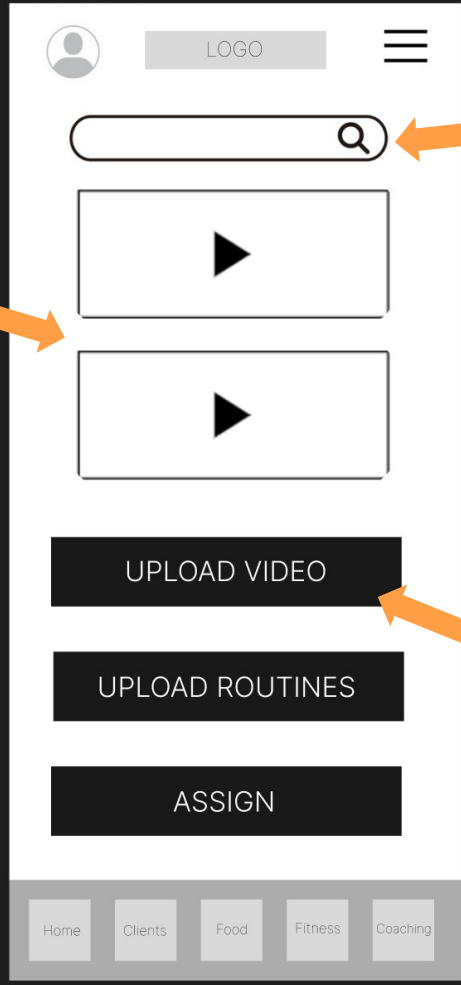 LOGO
UPLOAD VIDEO
UPLOAD ROUTINES
ASSIGN
Home Clients Food Fitness Coaching